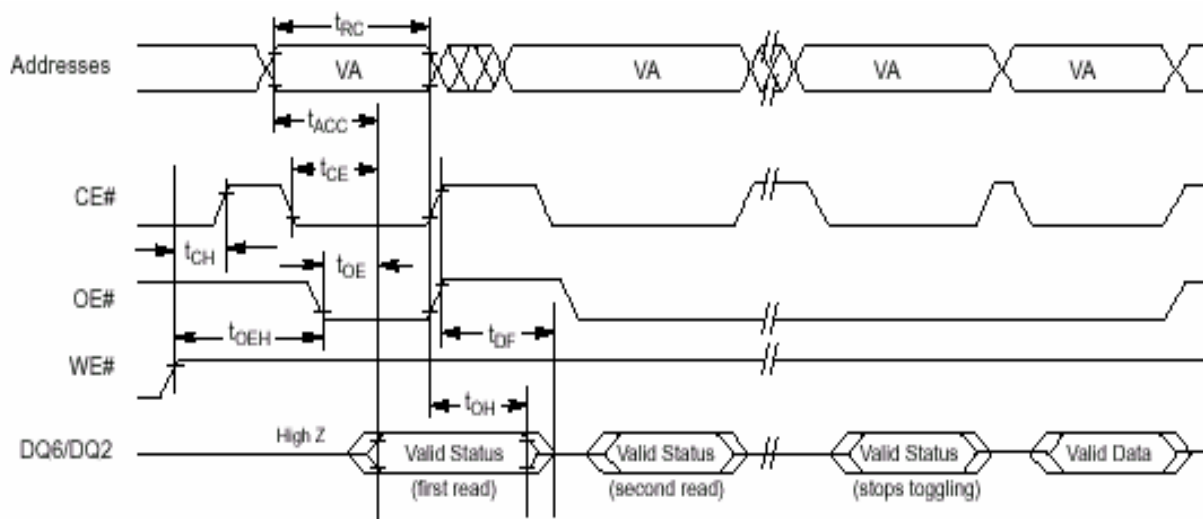 tRC
Addresses VA VA VA VA
tACC
tCE
CE#
tCH tOE
OE#
tOEH tDF
WE#
tOH
High Z
DQ6/DQ2 Valid Status Valid Status Valid Status Valid Data
(first read) (second read) (stops toggling)